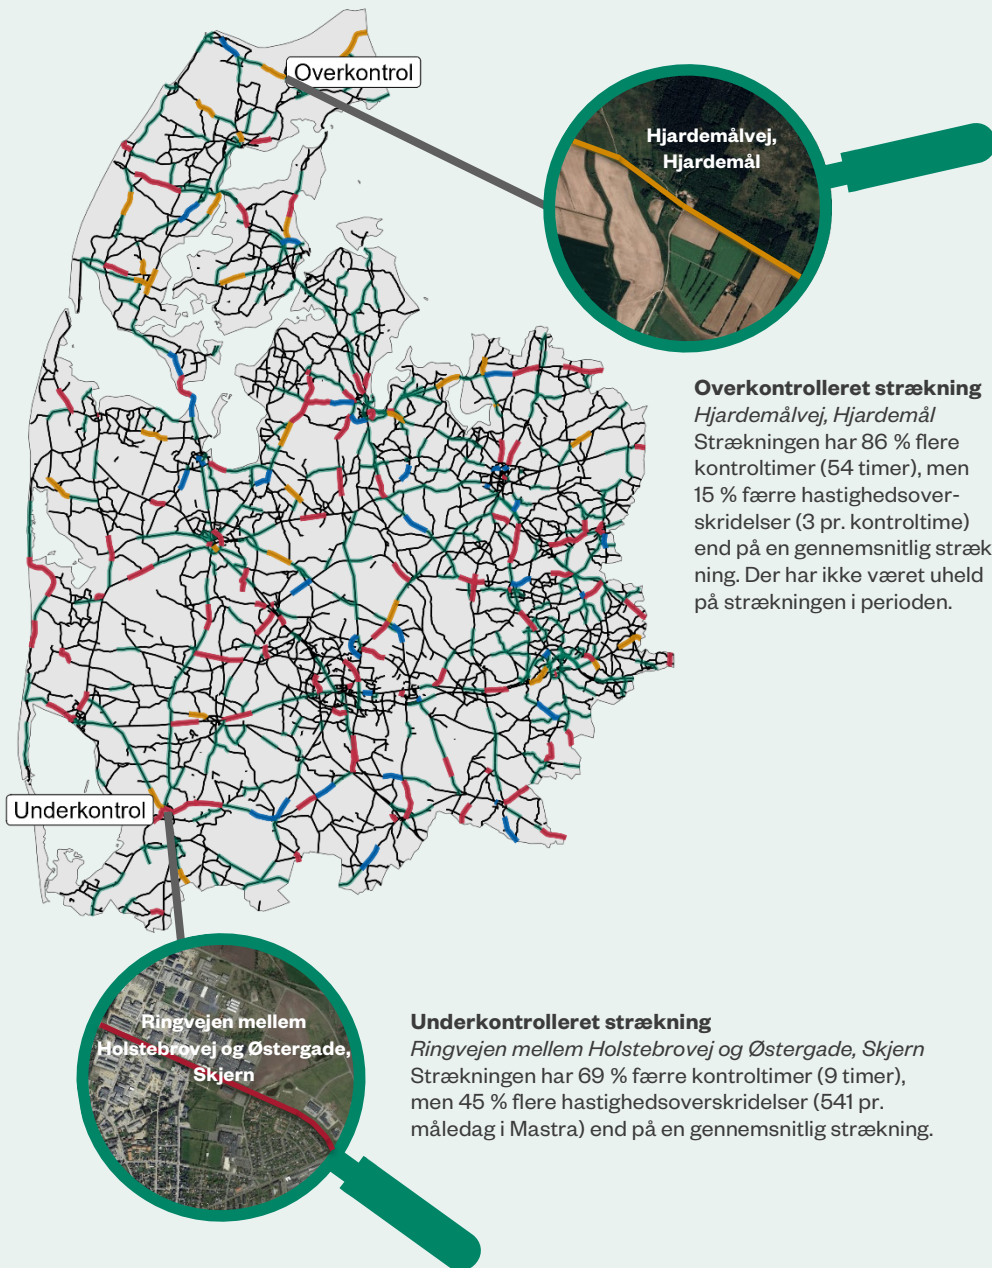 Overkontrol
Hjardemålvej,
Hjardemål
Overkontrolleret strækning
Hjardemålvej, Hjardemål
Strækningen har 86 % flere
kontroltimer (54 timer), men
15 % færre hastighedsover-
skridelser (3 pr. kontroltime)
end på en gennemsnitlig stræk
ning. Der har ikke været uheld
på strækningen i perioden.
Underkontrol
Ringvejen mellem
Holstebrovej og Østergade,
Skjern
Underkontrolleret strækning
Ringvejen mellem Holstebrovej og Østergade, Skjern
Strækningen har 69 % færre kontroltimer (9 timer),
men 45 % flere hastighedsoverskridelser (541 pr.
måledag i Mastra) end på en gennemsnitlig strækning.